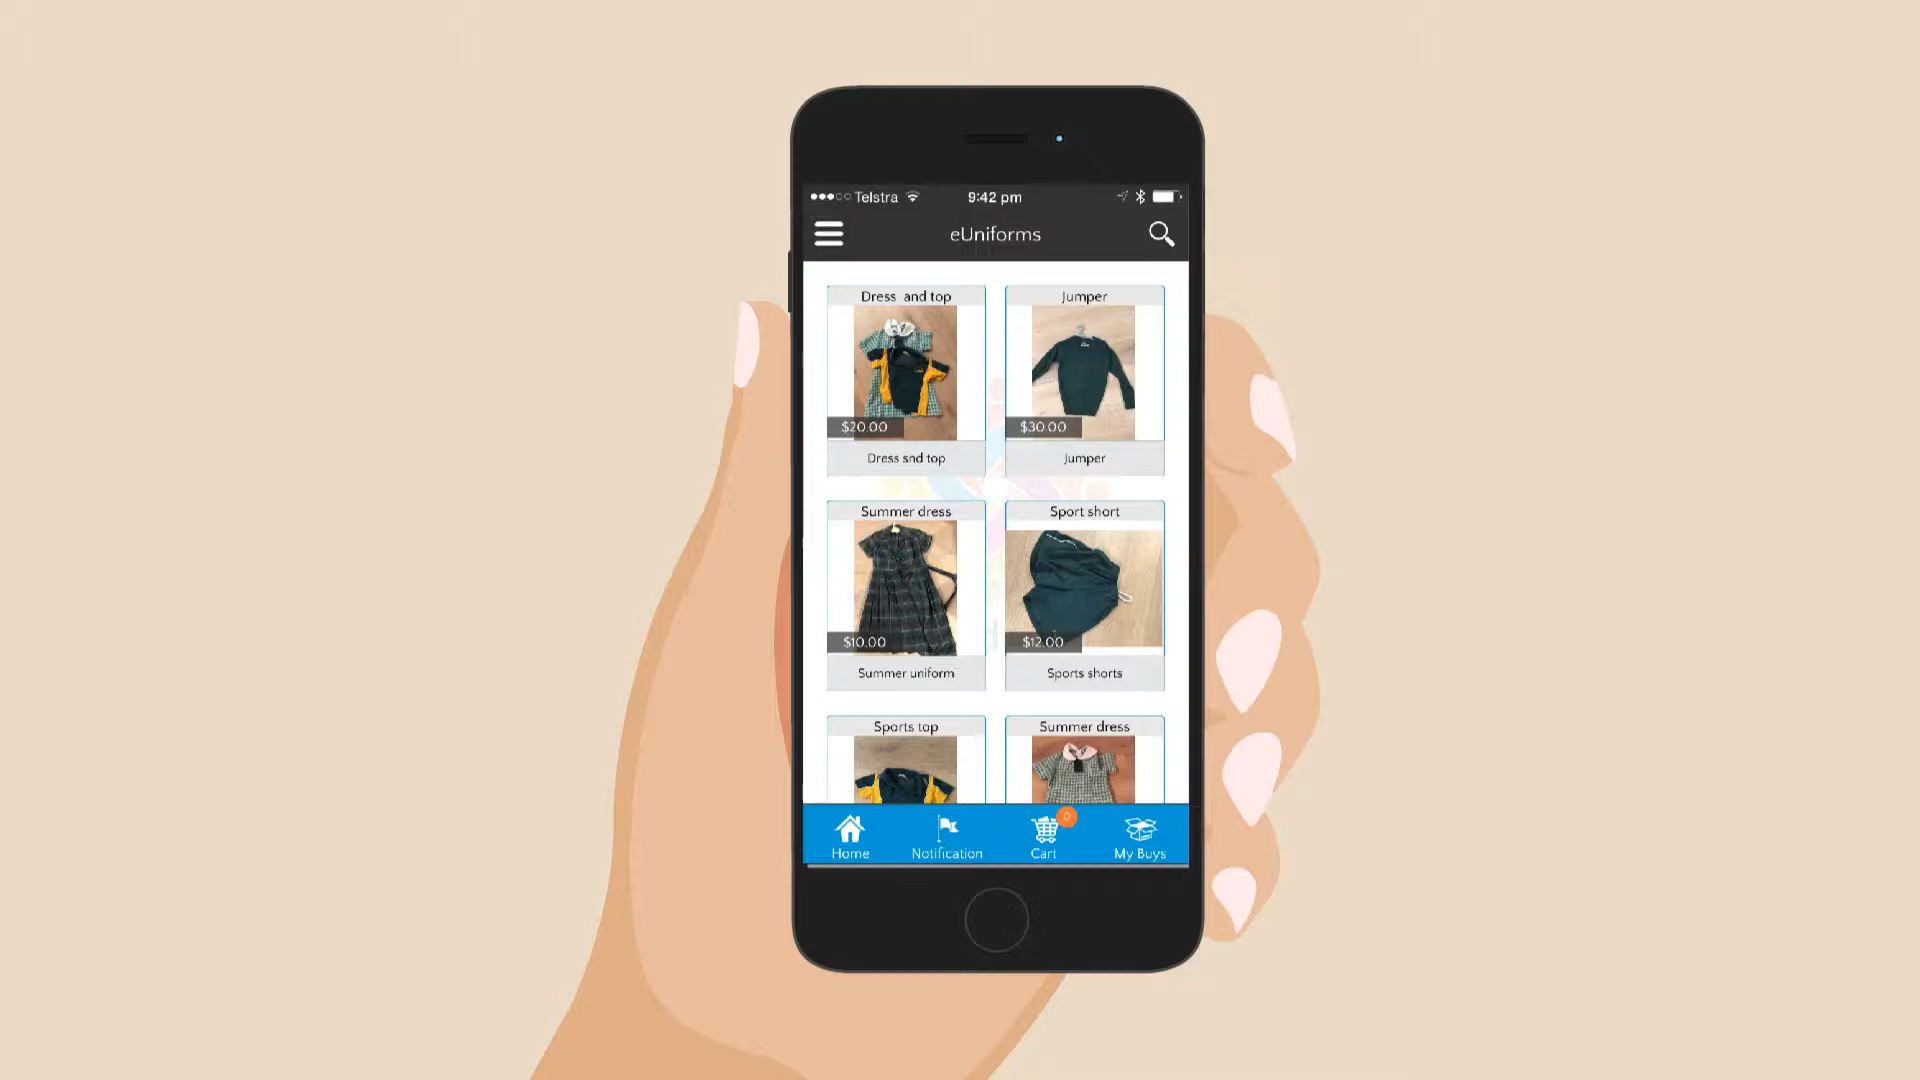 Telstra 9:42 pm
eUniforms
Dress and top
Jumper
$20.00
$30.00
Dress snd top
Jumper
Summer dress
Sport short
$10.00
$12.00
Summer uniform
Sports shorts
Sports top
Summer dress
0
Home Notification Cart My Buys